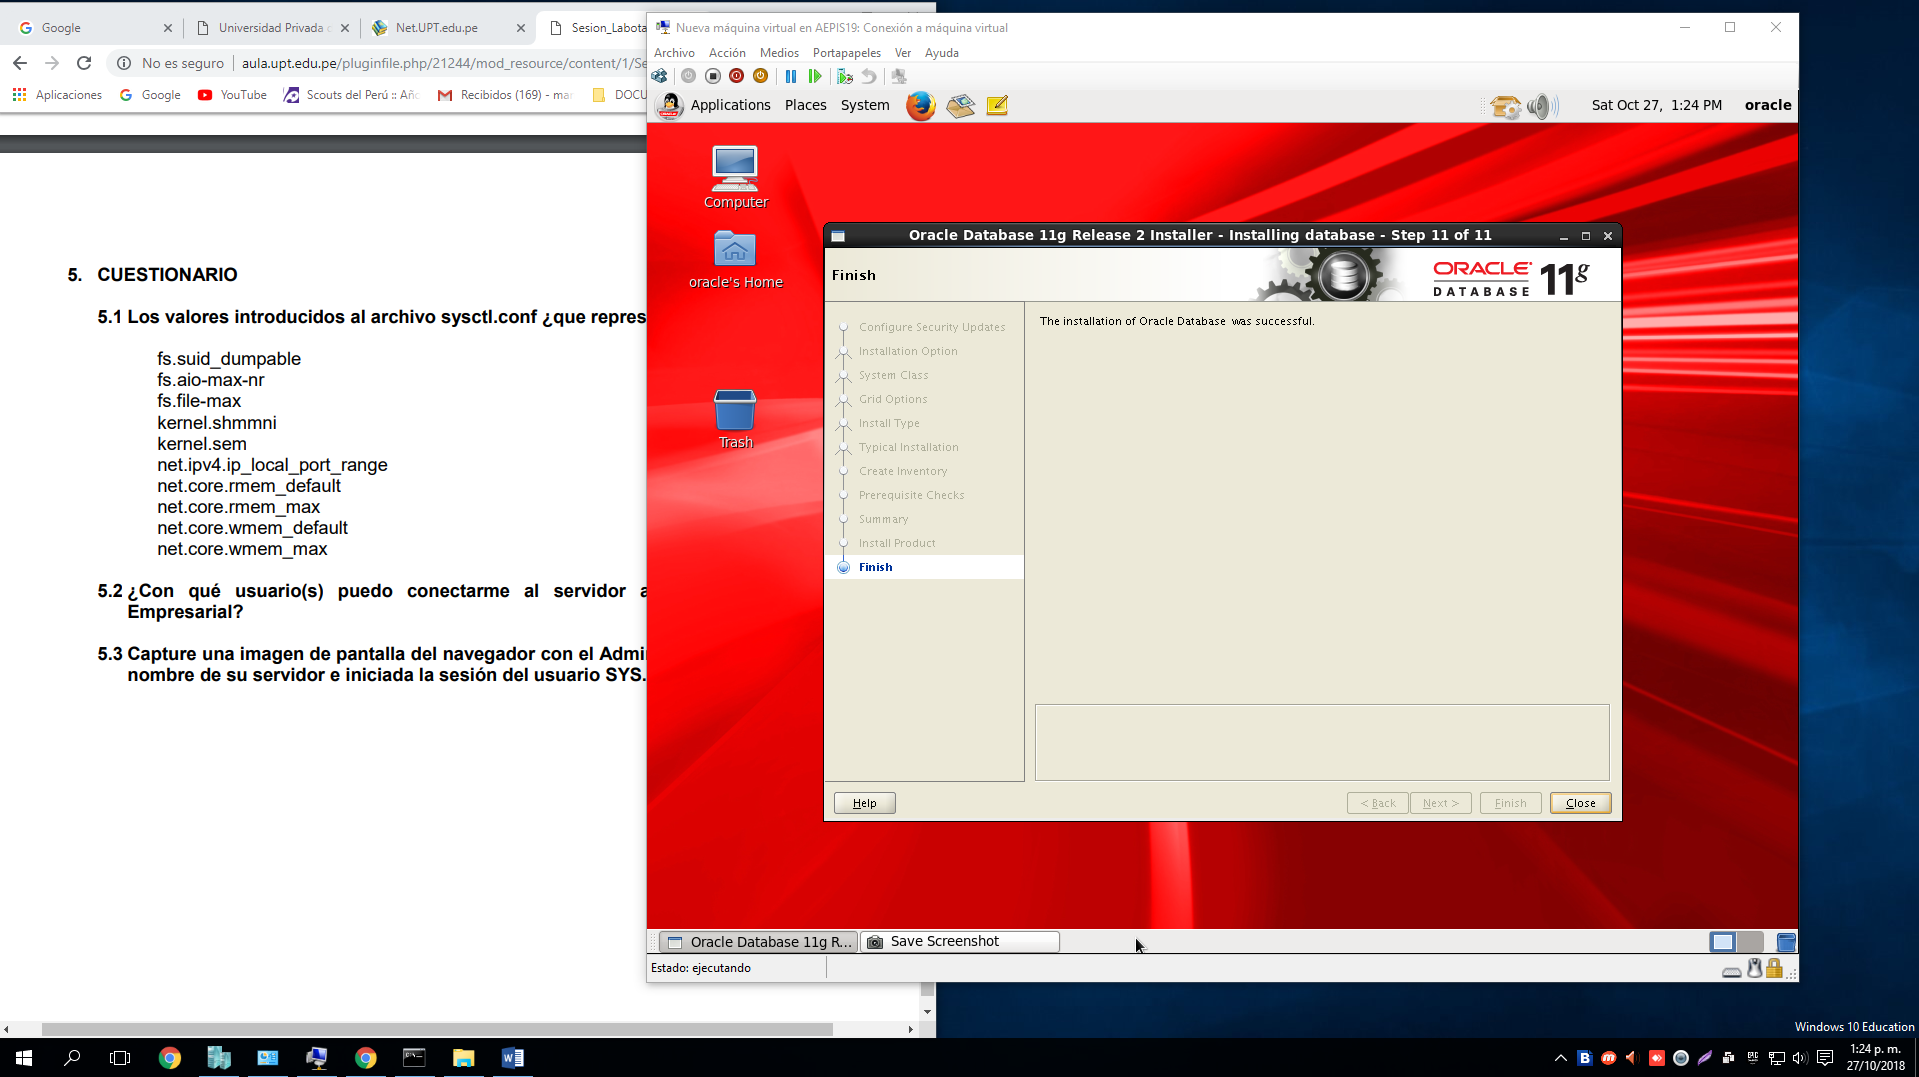 Google
Universidad Privada d
Net.UPT.edu.pe
Sesion_Labota
No es seguro
aula.upt.edu.pe/pluginfile.php/21244/mod_resource/content/1/Se
Aplicaciones
Google
YouTube
Scouts del Perú :: Año
Recibidos (169) - mar
DOCU
5. CUESTIONARIO
5.1 Los valores introducidos al archivo sysctl.conf ¿que repres
fs.suid_dumpable
fs.aio-max-nr
fs.file-max
kernel.shmmni
kernel.sem
net.ipv4.ip_local_port_range
net.core.rmem_default
net.core.rmem_max
net.core.wmem_default
net.core.wmem_max
5.2 ¿Con qué usuario(s) puedo conectarme al servidor a
Empresarial?
5.3 Capture una imagen de pantalla del navegador con el Admi
nombre de su servidor e iniciada la sesión del usuario SYS.
Nueva máquina virtual en AEPIS19: Conexión a máquina virtual
Archivo Acción Medios Portapapeles Ver Ayuda
Applications Places System
Sat Oct 27, 1:24 PM oracle
Computer
oracle's Home
Trash
Oracle Database 11g Release 2 Installer - Installing database - Step 11 of 11
Finish
ORACLE
DATABASE
11g
Configure Security Updates
Installation Option
System Class
Grid Options
Install Type
Typical Installation
Create Inventory
Prerequisite Checks
Summary
Install Product
Finish
The installation of Oracle Database was successful.
Help
< Back
Next >
Finish
Close
Oracle Database 11g R...
Save Screenshot
Estado: ejecutando
Windows 10 Education
1:24 p. m.
27/10/2018